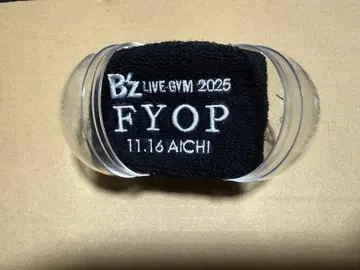 B'z LIVE-GYM 2025
FYOP
11.16 AICHI